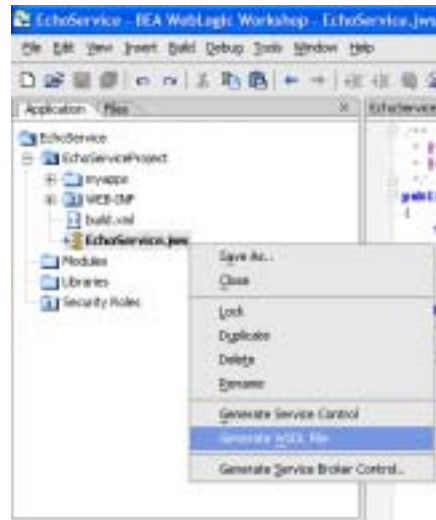 EchoService - BEA WebLogic Workshop - EchoService.jws
File Edit View Insert Build Debug Tools Window Help
Application Files
EchoService
EchoService
EchoServiceProject
myapps
WEB-INF
build.xml
EchoService.jws
Modules
Libraries
Security Roles
Save As...
Close
Lock
Duplicate
Delete
Rename
Generate Service Control
Generate WSDL File
Generate Service Broker Control...